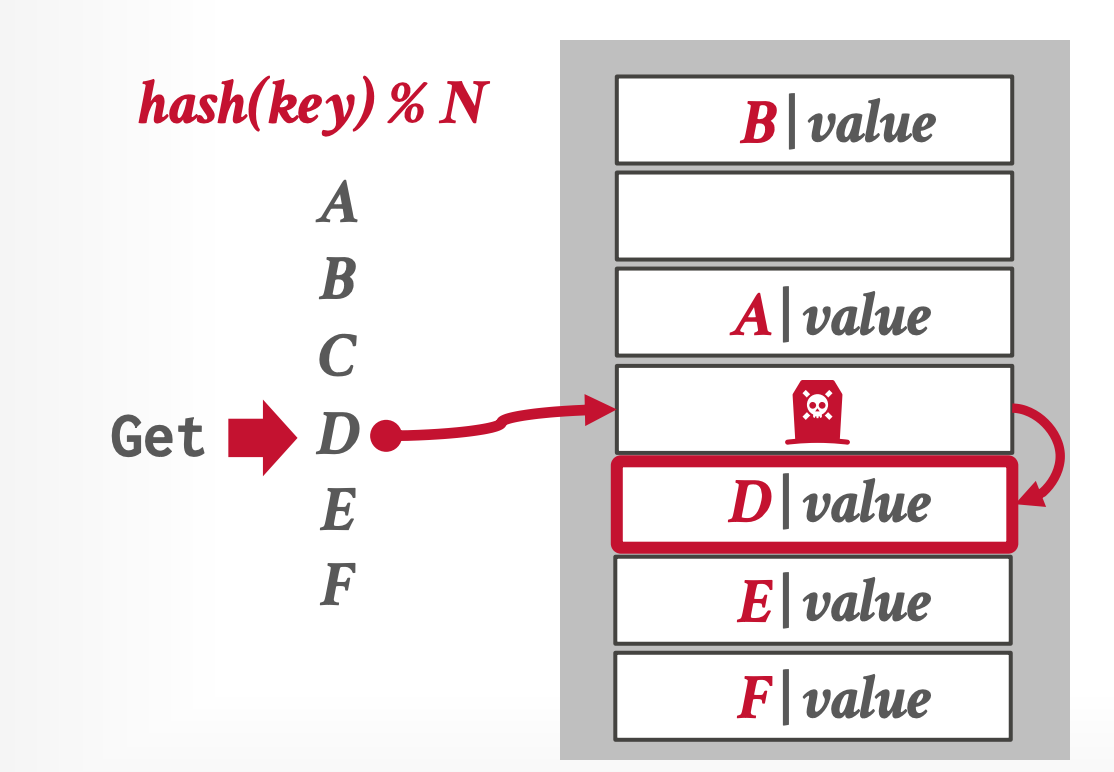 hash(key) % N
A
B
C
Get D
E
F
B|value
A|value
D|value
E|value
F|value